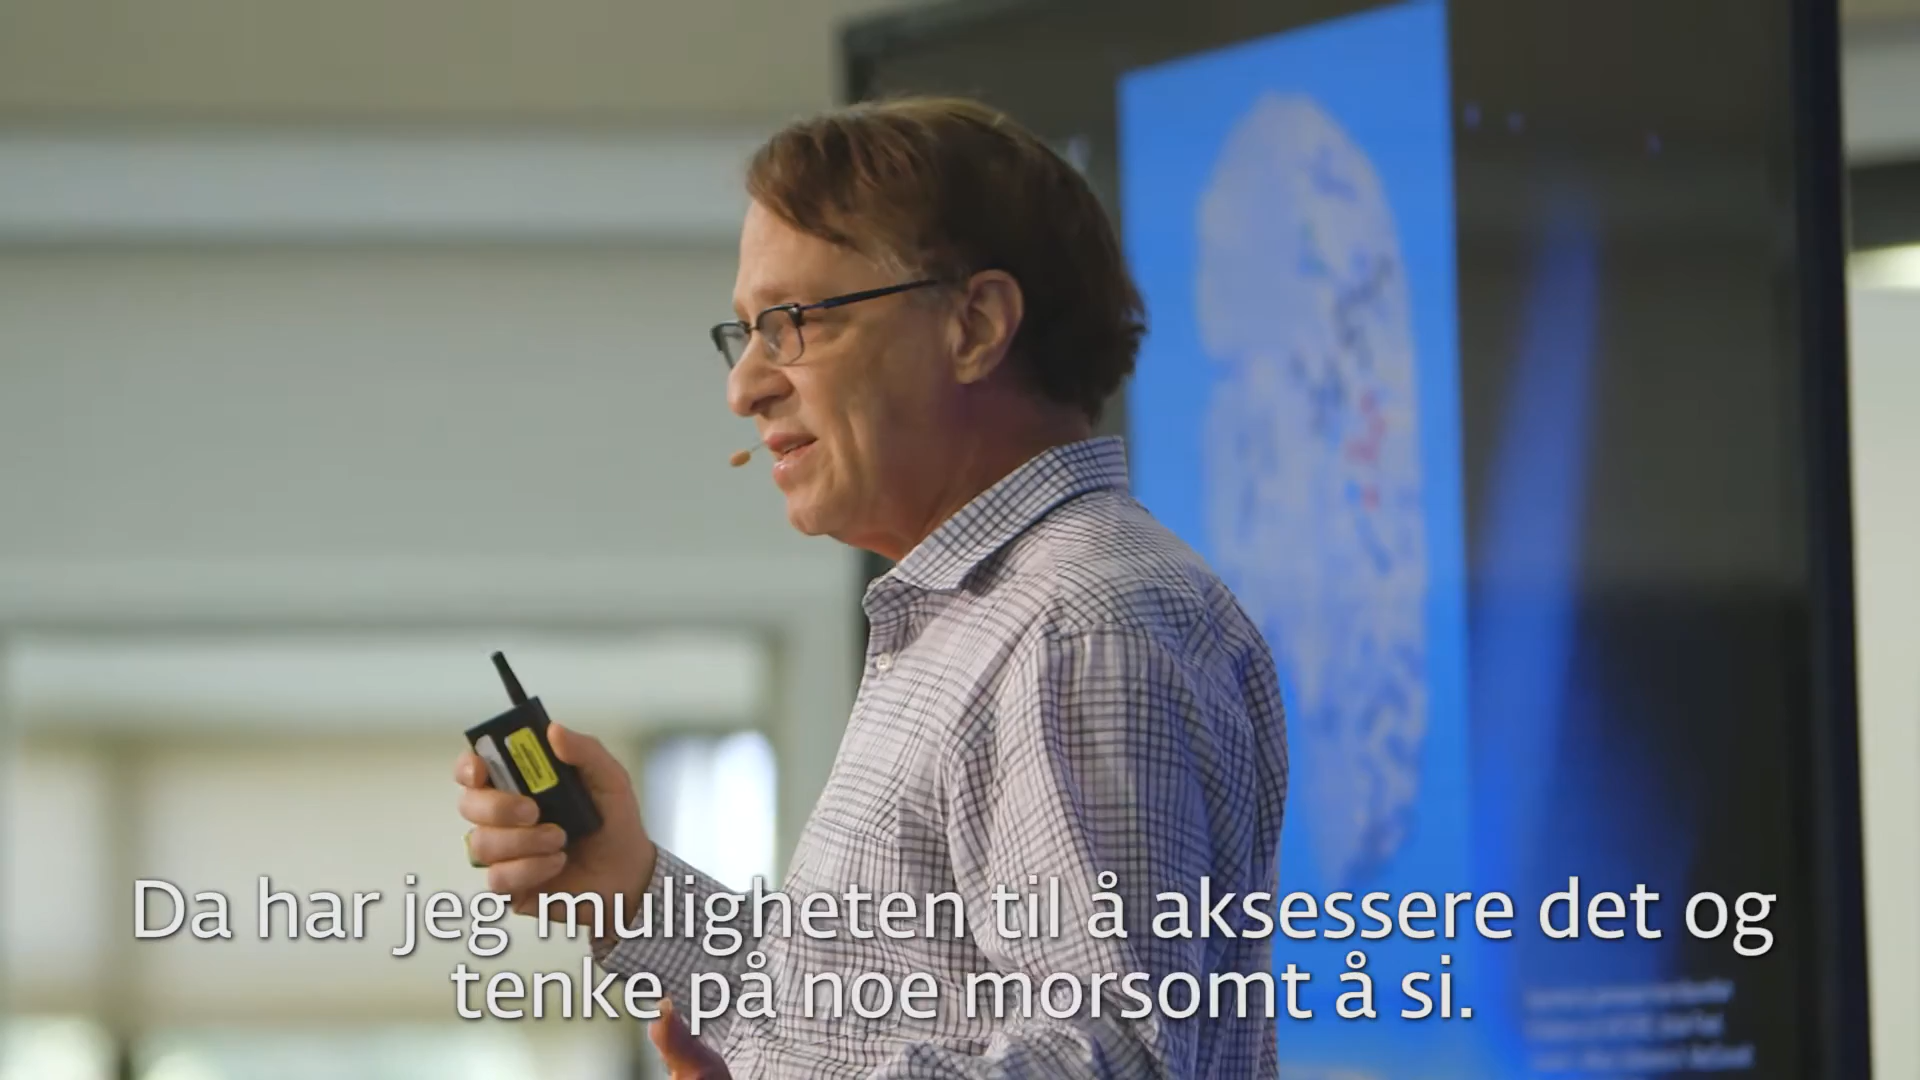 Da har jeg muligheten til å aksessere det og
tenke på noe morsomt å si.